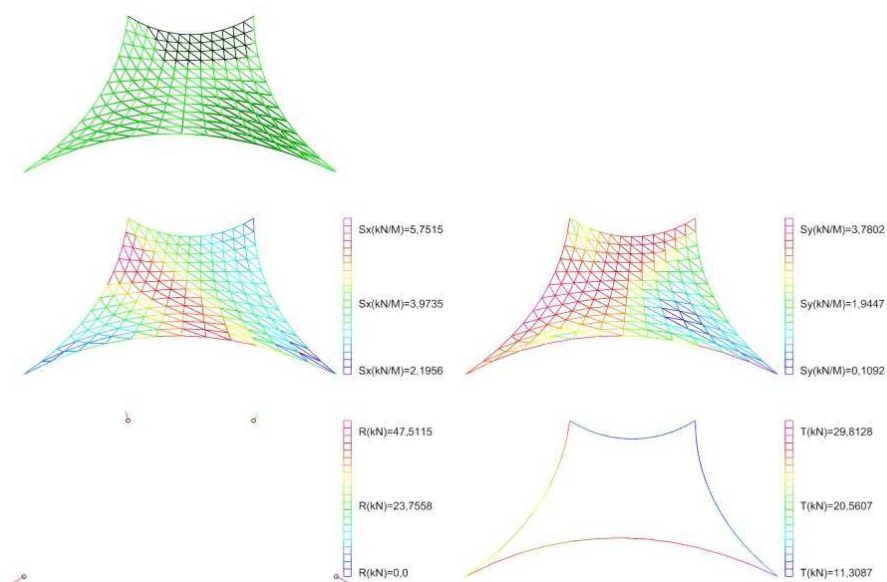 Sx(kN/M)=5,7515
Sx(kN/M)=3,9735
Sx(kN/M)=2,1956
Sy(kN/M)=3,7802
Sy(kN/M)=1,9447
Sy(kN/M)=0,1092
R(kN)=47,5115
R(kN)=23,7558
R(kN)=0,0
T(kN)=29,8128
T(kN)=20,5607
T(kN)=11,3087